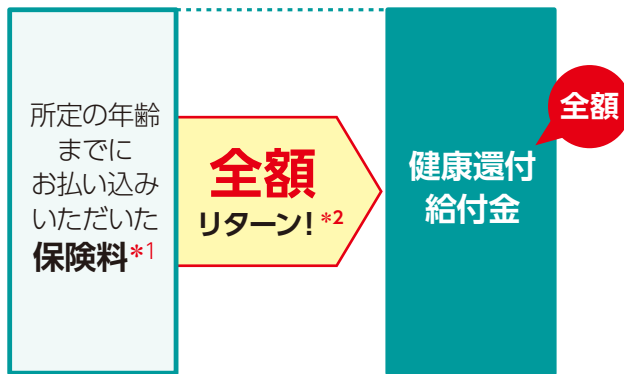 所定の年齢
までに
お払い込み
いただいた
保険料*1
全額
リターン!*2
健康還付
給付金
全額